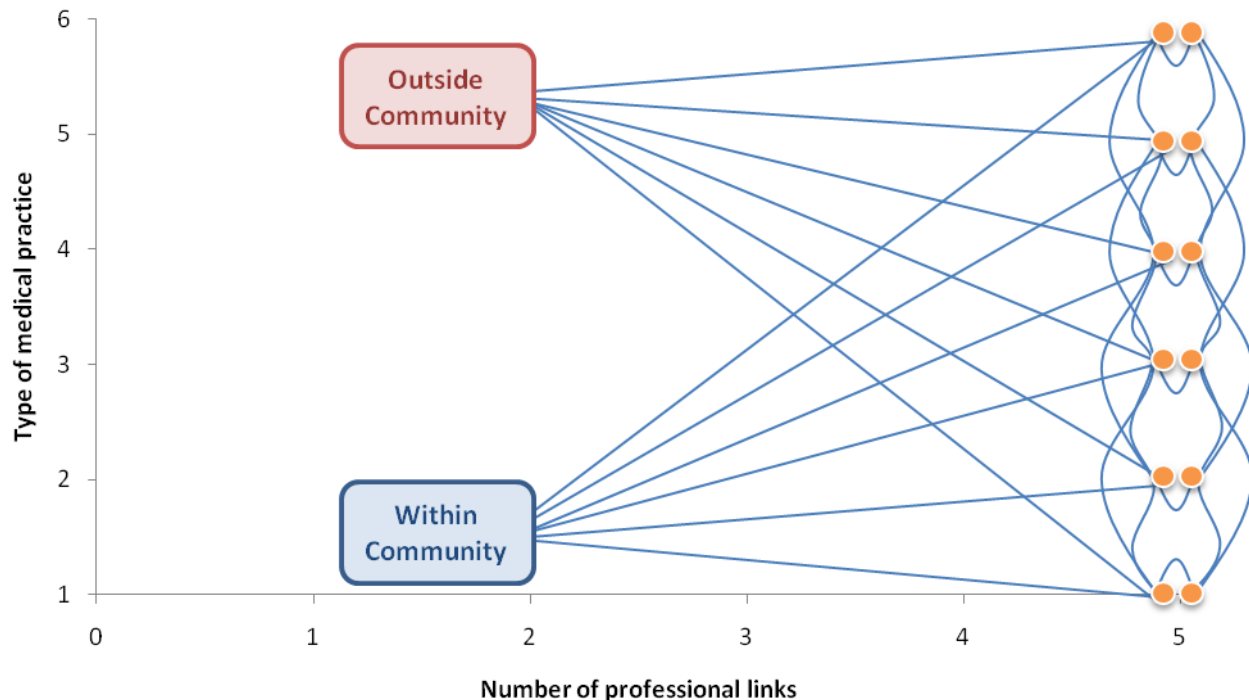 6
Outside
Community
5
4
Type of medical practice
3
2
Within
Community
1
0
1
2
3
4
5
Number of professional links